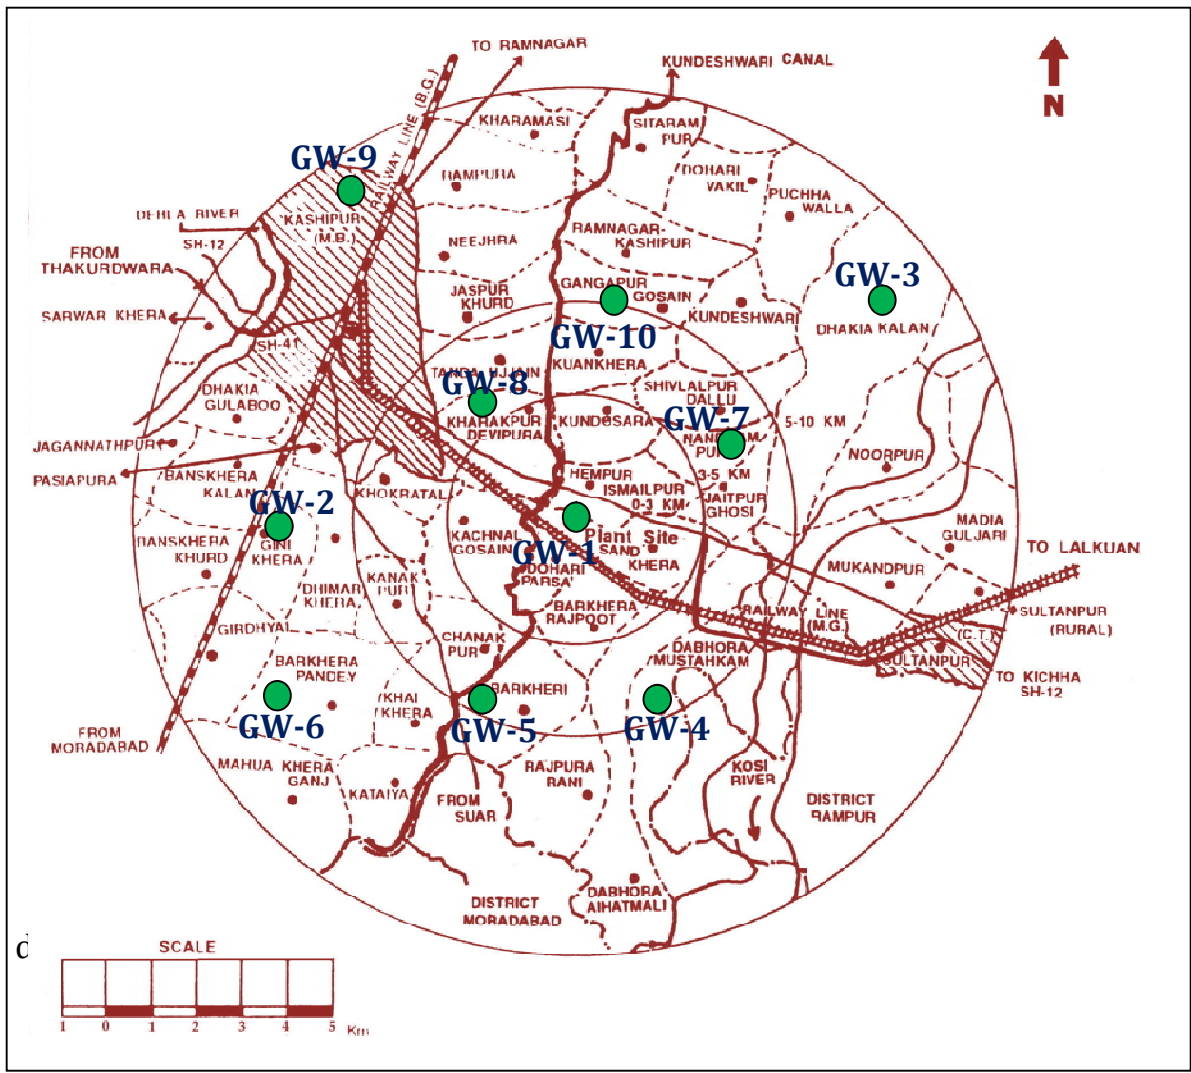 TO RAMNAGAR
KUNDESHWARI CANAL
N
RAILWAY LINE (B.G.)
KHARAMASI
SITARAM
PUR
GW-9
RAMPURA
DOHARI
VAKIL
PUCHHA
WALLA
DEHLA RIVER
KASHIPUR
(M.B.)
SH-12
FROM
THAKURDWARA
NEEJHRA
RAMNAGAR-
KASHIPUR
GW-3
JASPUR
KHURD
GANGAPUR
GOSAIN
KUNDESHWARI
DHAKIA KALAN
SARWAR KHERA
SH-41
GW-10
KUANKHERA
TANDA UJJAIN
GW-8
DHAKIA
GULABOO
SHIVLALPUR
DALLU
KHARAKPUR
DEVIPURA
KUNDOSARA
GW-7
5-10 KM
JAGANNATHPUR
PASIAPURA
NOORPUR
BANSKHERA
KALAN
KHOKRATAL
HEMPUR
ISMAILPUR
0-3 KM
3-5 KM
JAITPUR
GHOSI
GW-2
GINI
KHERA
BANSKHERA
KHURD
KACHNAL
GOSAIN
GW-1
Plant Site
SAND
KHERA
MADIA
GULJARI
TO LALKUAN
DOHARI
PARSA
MUKANDPUR
DHIMAR
KHERA
KANAK
PUR
BARKHERA
RAJPOOT
RAILWAY LINE
(M.G.)
SULTANPUR
(RURAL)
GIRDHYAI
CHANAK
PUR
DABHORA
MUSTAHKAM
(C.T.)
SULTANPUR
TO KICHHA
SH-12
BARKHERA
PANDEY
KHAI
KHERA
BARKHERI
GW-6
GW-5
GW-4
FROM
MORADABAD
MAHUA KHERA
GANJ
KATAIYA
FROM
SUAR
RAJPURA
RANI
KOSI
RIVER
DISTRICT
RAMPUR
DISTRICT
MORADABAD
DABHORA
AIHATMALI
d
SCALE
1 0 1 2 3 4 5 Km